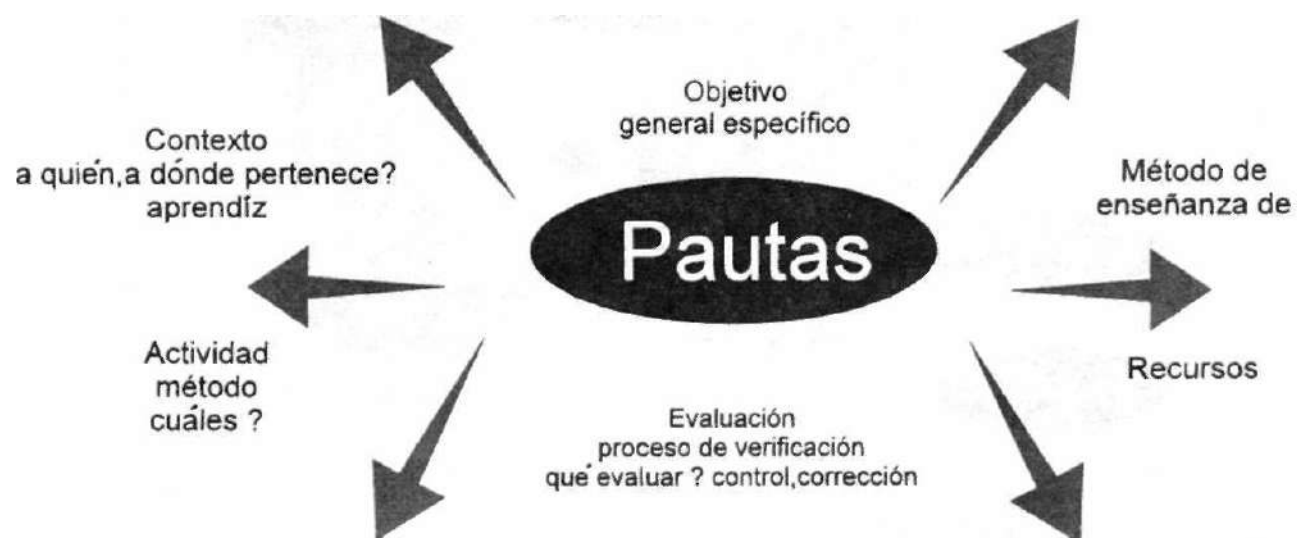 Objetivo
general específico
Contexto
a quién,a dónde pertenece?
aprendíz
Método de
enseñanza de
Pautas
Actividad
método
cuáles ?
Recursos
Evaluación
proceso de verificación
qué evaluar ? control,corrección